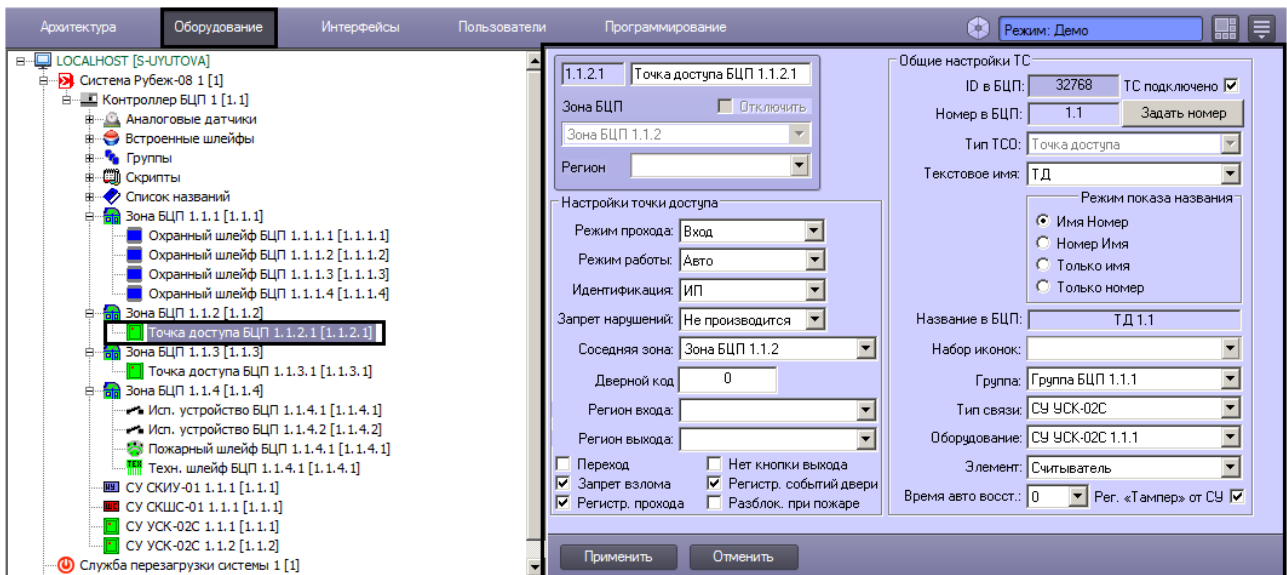 Архитектура Оборудование Интерфейсы Пользователи Программирование Режим: Демо
LOCALHOST [S-UYUTOVA]
Система Рубеж-08 1 [1]
Контроллер БЦП 1 [1.1]
Аналоговые датчики
Встроенные шлейфы
Группы
Скрипты
Список названий
Зона БЦП 1.1.1 [1.1.1]
Охранный шлейф БЦП 1.1.1.1 [1.1.1.1]
Охранный шлейф БЦП 1.1.1.2 [1.1.1.2]
Охранный шлейф БЦП 1.1.1.3 [1.1.1.3]
Охранный шлейф БЦП 1.1.1.4 [1.1.1.4]
Зона БЦП 1.1.2 [1.1.2]
Точка доступа БЦП 1.1.2.1 [1.1.2.1]
Зона БЦП 1.1.3 [1.1.3]
Точка доступа БЦП 1.1.3.1 [1.1.3.1]
Зона БЦП 1.1.4 [1.1.4]
Исп. устройство БЦП 1.1.4.1 [1.1.4.1]
Исп. устройство БЦП 1.1.4.2 [1.1.4.2]
Пожарный шлейф БЦП 1.1.4.1 [1.1.4.1]
Техн. шлейф БЦП 1.1.4.1 [1.1.4.1]
СУ СКИУ-01 1.1.1 [1.1.1]
СУ СКШС-01 1.1.1 [1.1.1]
СУ УСК-02С 1.1.1 [1.1.1]
СУ УСК-02С 1.1.2 [1.1.2]
Служба перезагрузки системы 1 [1]
1.1.2.1 Точка доступа БЦП 1.1.2.1
Зона БЦП Отключить
Зона БЦП 1.1.2
Регион
Настройки точки доступа
Режим прохода: Вход
Режим работы: Авто
Идентификация: ИП
Запрет нарушений: Не производится
Соседняя зона: Зона БЦП 1.1.2
Дверной код 0
Регион входа:
Регион выхода:
Переход Нет кнопки выхода
Запрет взлома Регистр. событий двери
Регистр. прохода Разблок. при пожаре
Общие настройки ТС
ID в БЦП: 32768 ТС подключено
Номер в БЦП: 1.1 Задать номер
Тип ТСО: Точка доступа
Текстовое имя: ТД
Режим показа названия
Имя Номер
Номер Имя
Только имя
Только номер
Название в БЦП: ТД 1.1
Набор иконок:
Группа: Группа БЦП 1.1.1
Тип связи: СУ УСК-02С
Оборудование: СУ УСК-02С 1.1.1
Элемент: Считыватель
Время авто восст.: 0 Рег. «Тампер» от СУ
Применить Отменить